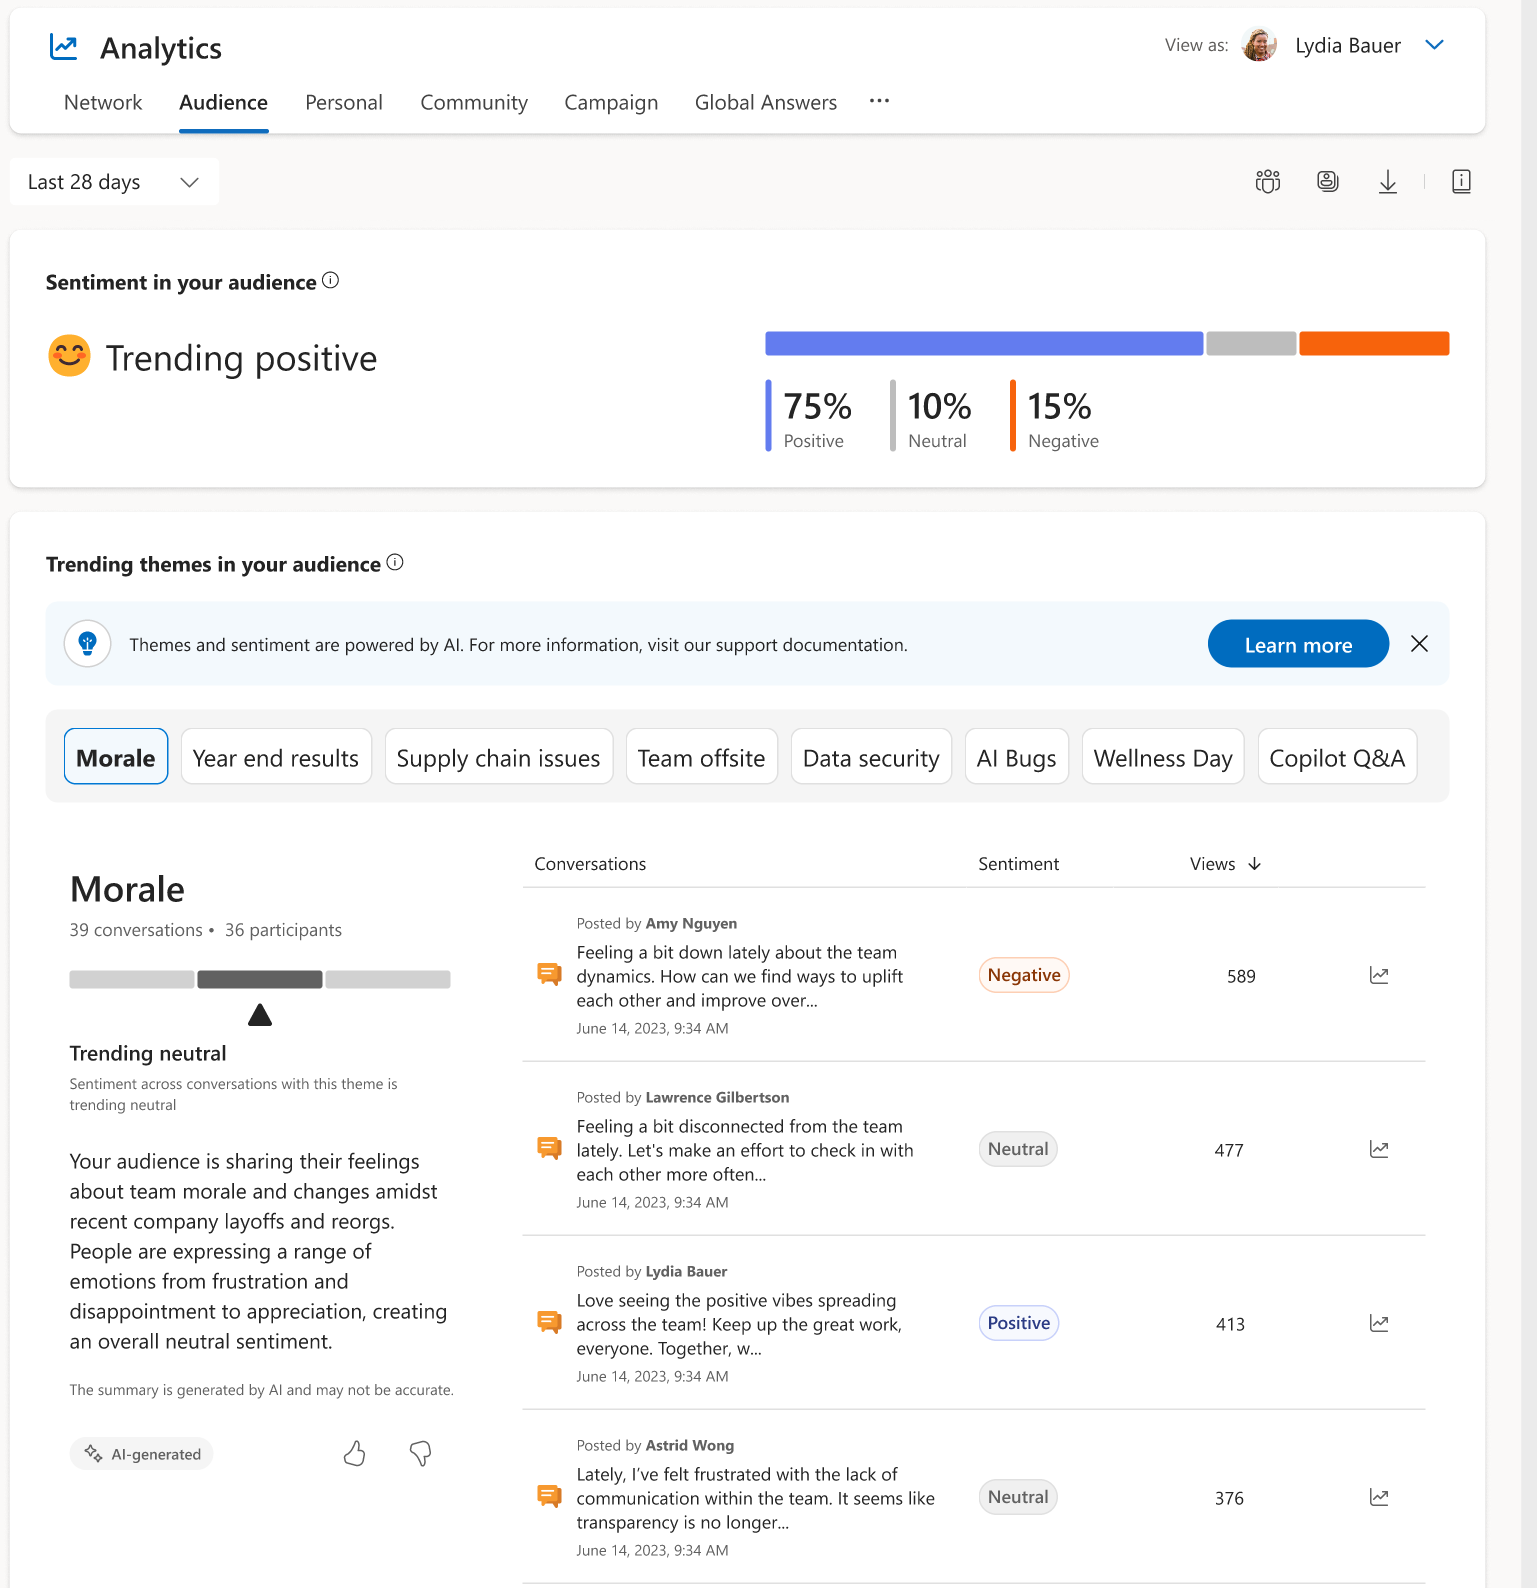 Analytics
View as: Lydia Bauer
Network Audience Personal Community Campaign Global Answers ...
Last 28 days
Sentiment in your audience
Trending positive
75% 10% 15%
Positive Neutral Negative
Trending themes in your audience
Themes and sentiment are powered by AI. For more information, visit our support documentation.
Learn more
Morale Year end results Supply chain issues Team offsite Data security AI Bugs Wellness Day Copilot Q&A
Morale
39 conversations • 36 participants
Trending neutral
Sentiment across conversations with this theme is
trending neutral
Your audience is sharing their feelings
about team morale and changes amidst
recent company layoffs and reorgs.
People are expressing a range of
emotions from frustration and
disappointment to appreciation, creating
an overall neutral sentiment.
The summary is generated by AI and may not be accurate.
AI-generated
Conversations Sentiment Views
Posted by Amy Nguyen
Feeling a bit down lately about the team
dynamics. How can we find ways to uplift
each other and improve over...
June 14, 2023, 9:34 AM
Negative
589
Posted by Lawrence Gilbertson
Feeling a bit disconnected from the team
lately. Let's make an effort to check in with
each other more often...
June 14, 2023, 9:34 AM
Neutral
477
Posted by Lydia Bauer
Love seeing the positive vibes spreading
across the team! Keep up the great work,
everyone. Together, w...
June 14, 2023, 9:34 AM
Positive
413
Posted by Astrid Wong
Lately, I’ve felt frustrated with the lack of
communication within the team. It seems like
transparency is no longer...
June 14, 2023, 9:34 AM
Neutral
376